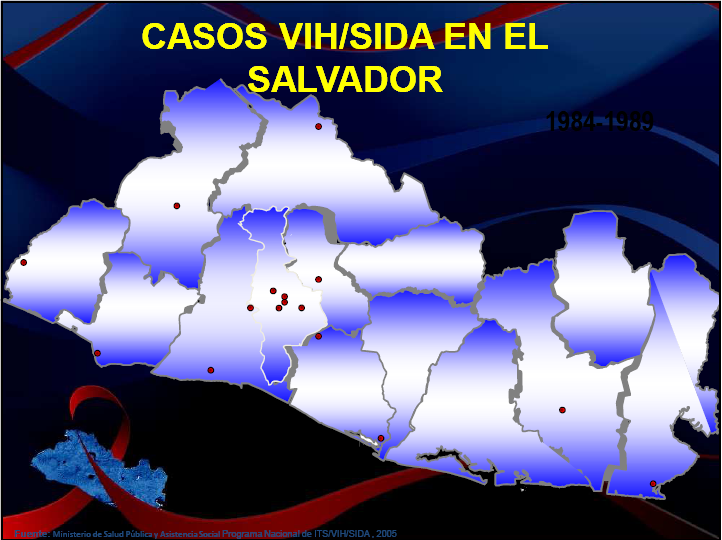 CASOS VIH/SIDA EN EL
SALVADOR
1984-1989
Fuente: Ministerio de Salud Pública y Asistencia Social Programa Nacional de ITS/VIH/SIDA , 2005